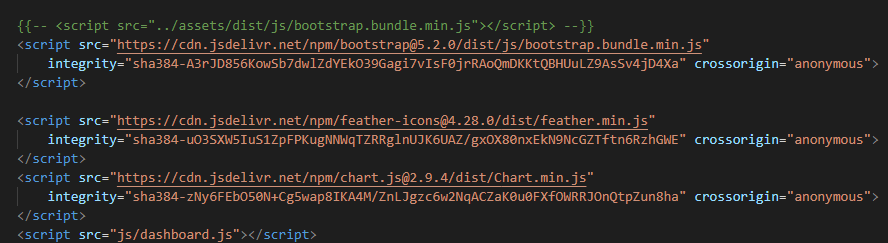 {{-- <script src="../assets/dist/js/bootstrap.bundle.min.js"></script> --}}
<script src="https://cdn.jsdelivr.net/npm/bootstrap@5.2.0/dist/js/bootstrap.bundle.min.js"
integrity="sha384-A3rJD856KowSb7dwlZdYEkO39Gagi7vIsF0jrRAoQmDKKtQBHUuLZ9AsSv4jD4Xa" crossorigin="anonymous">
</script>
<script src="https://cdn.jsdelivr.net/npm/feather-icons@4.28.0/dist/feather.min.js"
integrity="sha384-uO3SXW5IuS1ZpFPKugNNWqTZRRglnUJK6UAZ/gxOX80nxEkN9NcGZTftn6RzhGWE" crossorigin="anonymous">
</script>
<script src="https://cdn.jsdelivr.net/npm/chart.js@2.9.4/dist/Chart.min.js"
integrity="sha384-zNy6FEbO50N+Cg5wap8IKA4M/ZnLJgzc6w2NqACZaK0u0FXfOWRRJOnQtpZun8ha" crossorigin="anonymous">
</script>
<script src="js/dashboard.js"></script>